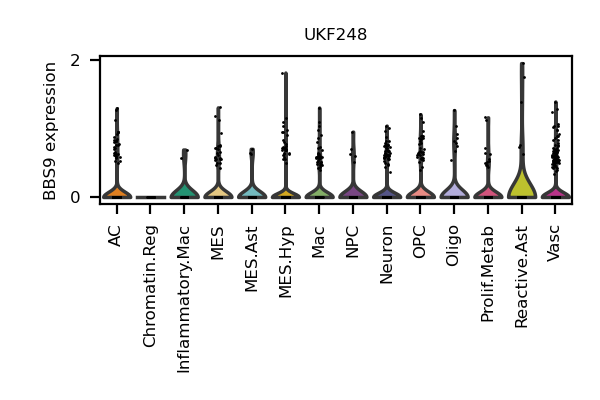 UKF248
BBS9 expression
2
0
AC
Chromatin.Reg
Inflammatory.Mac
MES
MES.Ast
MES.Hyp
Mac
NPC
Neuron
OPC
Oligo
Prolif.Metab
Reactive.Ast
Vasc